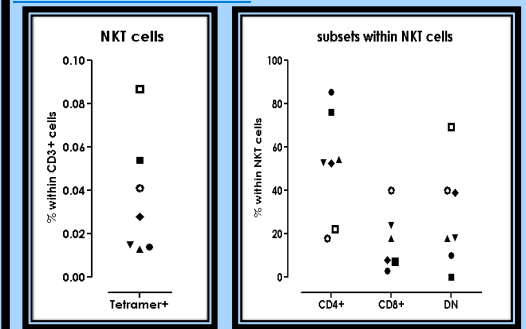 NKT cells
% within CD3+ cells
0.10
0.08
0.06
0.04
0.02
0.00
Tetramer+
subsets within NKT cells
% within NKT cells
100
80
60
40
20
0
CD4+ CD8+ DN